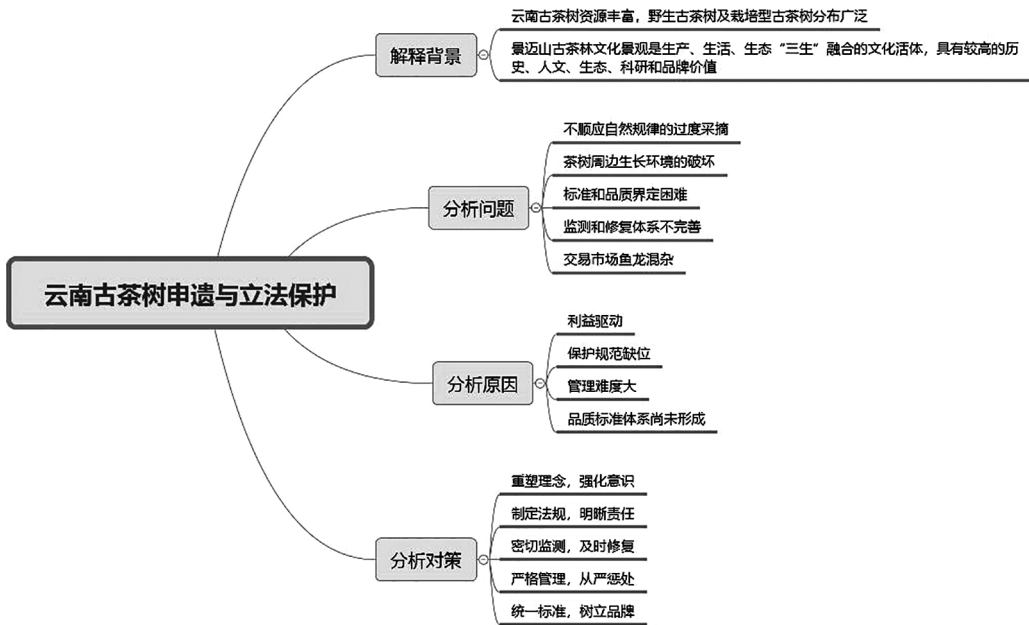 云南古茶树申遗与立法保护
解释背景
云南古茶树资源丰富，野生古茶树及栽培型古茶树分布广泛
景迈山古茶林文化景观是生产、生活、生态“三生”融合的文化活体，具有较高的历
史、人文、生态、科研和品牌价值
分析问题
不顺应自然规律的过度采摘
茶树周边生长环境的破坏
标准和品质界定困难
监测和修复体系不完善
交易市场鱼龙混杂
分析原因
利益驱动
保护规范缺位
管理难度大
品质标准体系尚未形成
分析对策
重塑理念，强化意识
制定法规，明晰责任
密切监测，及时修复
严格管理，从严惩处
统一标准，树立品牌